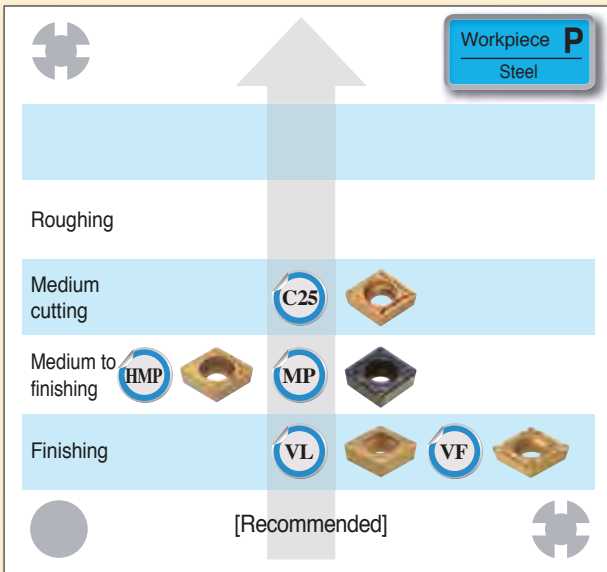 Workpiece P
Steel
Roughing
Medium
cutting
C25
Medium to
finishing
HMP
MP
Finishing
VL
VF
[Recommended]